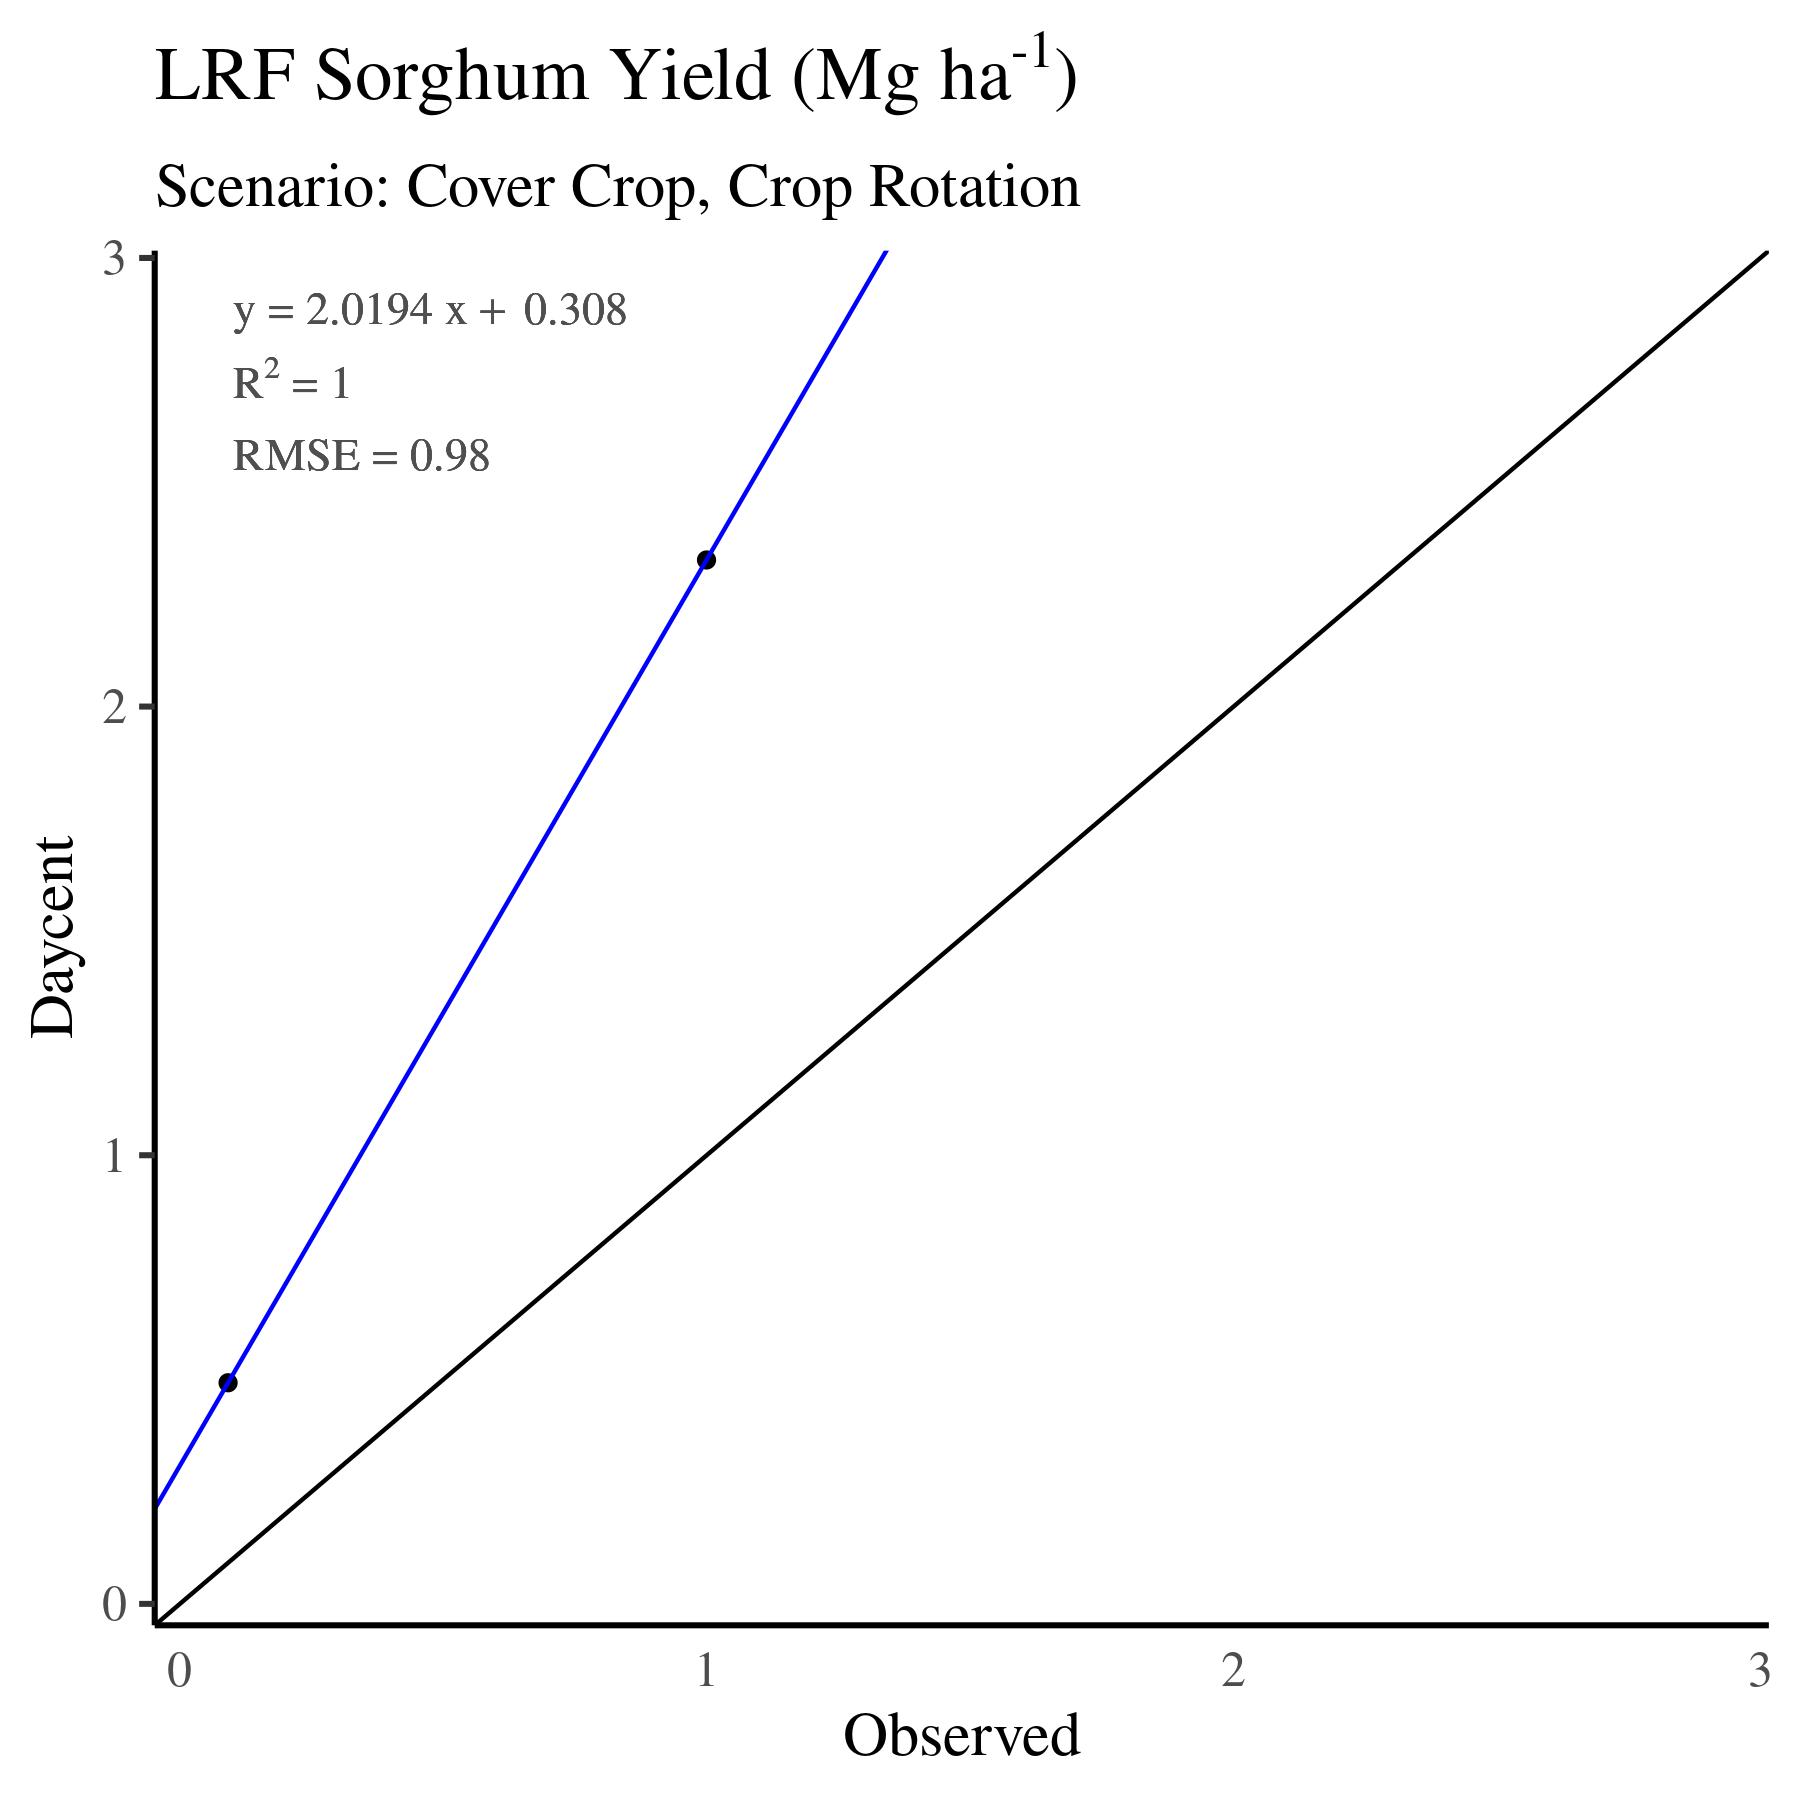 LRF Sorghum Yield (Mg ha⁻¹)
Scenario: Cover Crop, Crop Rotation
3
y = 2.0194 x + 0.308
R² = 1
RMSE = 0.98
2
Daycent
1
0
0 1 2 3
Observed